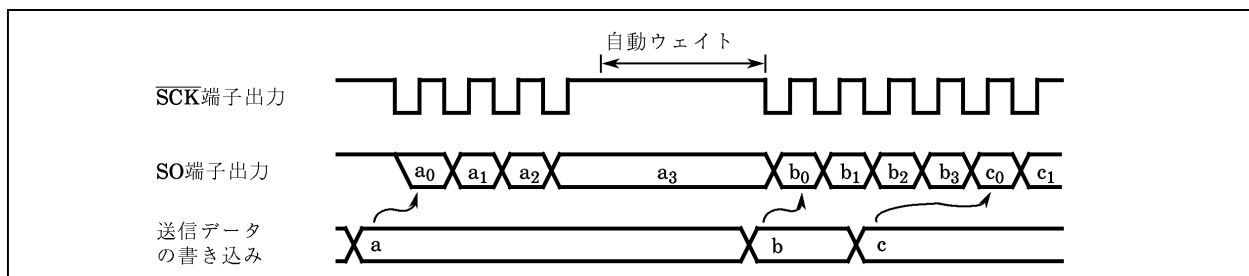 自動ウェイト
SCK端子出力
SO端子出力
a0 a1 a2 a3 b0 b1 b2 b3 c0 c1
送信データ
の書き込み
a b c